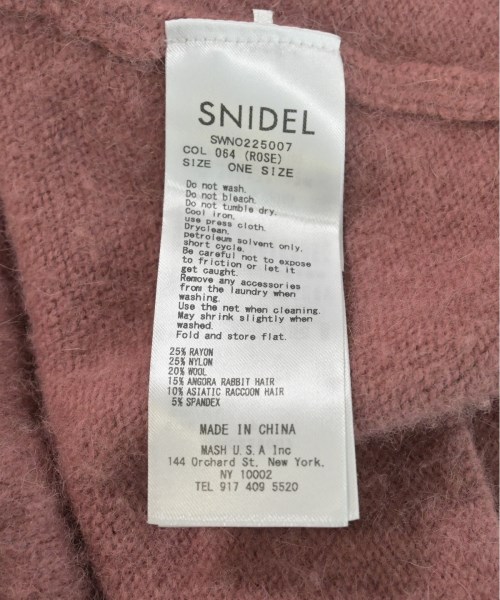 SNIDEL
SWNO225007
COL 064 (ROSE)
SIZE ONE SIZE
Do not wash.
Do not bleach.
Do not tumble dry.
Cool iron.
use press cloth.
Dryclean.
petroleum solvent only.
short cycle.
Be careful not to expose
to friction or let it
get caught.
Remove any accessories
from the laundry when
washing.
Use the net when cleaning.
May shrink slightly when
washed.
Fold and store flat.
25% RAYON
25% NYLON
20% WOOL
15% ANGORA RABBIT HAIR
10% ASIATIC RACCOON HAIR
5% SPANDEX
MADE IN CHINA
MASH U.S.A Inc
144 Orchard St. New York,
NY 10002
TEL 917 409 5520